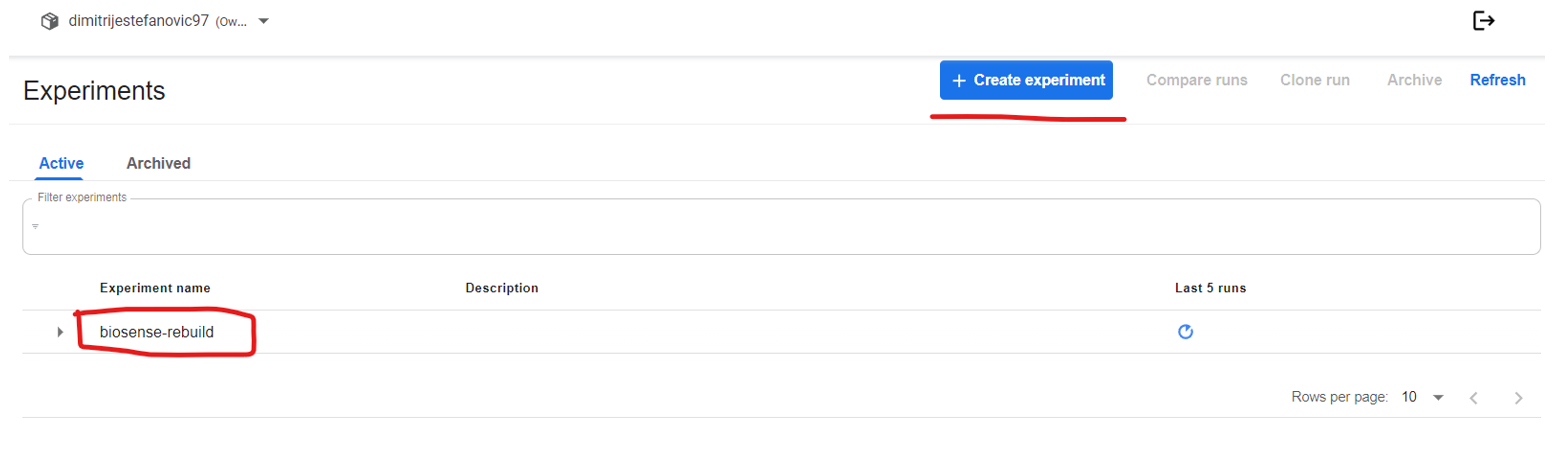 dimitrijestefanovic97 (Ow...
Experiments
+ Create experiment
Compare runs
Clone run
Archive
Refresh
Active
Archived
Filter experiments
Experiment name
Description
Last 5 runs
biosense-rebuild
Rows per page: 10